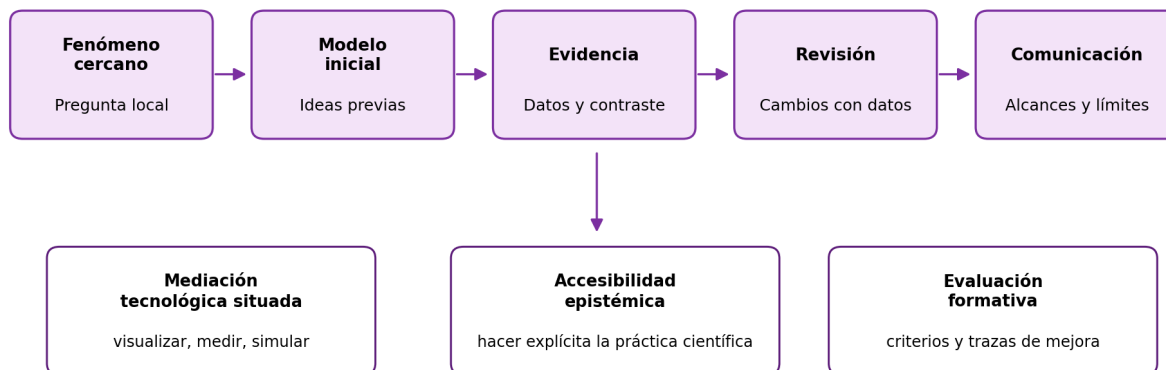 Fenómeno
cercano
Pregunta local
Modelo
inicial
Ideas previas
Evidencia
Datos y contraste
Revisión
Cambios con datos
Comunicación
Alcances y límites
Mediación
tecnológica situada
visualizar, medir, simular
Accesibilidad
epistémica
hacer explícita la práctica científica
Evaluación
formativa
criterios y trazas de mejora